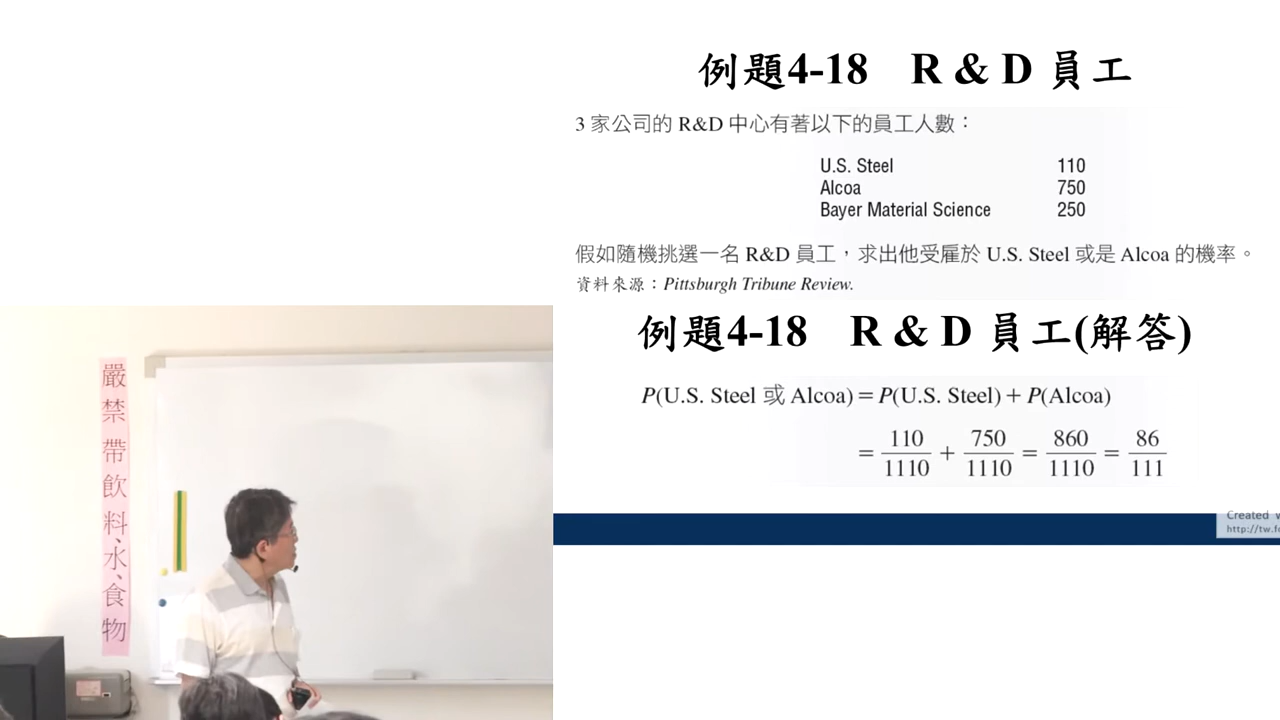 例題4-18 R & D 員工
3 家公司的 R&D 中心有著以下的員工人數：
U.S. Steel 110
Alcoa 750
Bayer Material Science 250
假如隨機挑選一名 R&D 員工，求出他受雇於 U.S. Steel 或是 Alcoa 的機率。
資料來源：Pittsburgh Tribune Review.
例題4-18 R & D 員工(解答)
P(U.S. Steel 或 Alcoa) = P(U.S. Steel) + P(Alcoa)
= 110/1110 + 750/1110 = 860/1110 = 86/111
Created
http://tw.
嚴禁帶飲料、水、食物